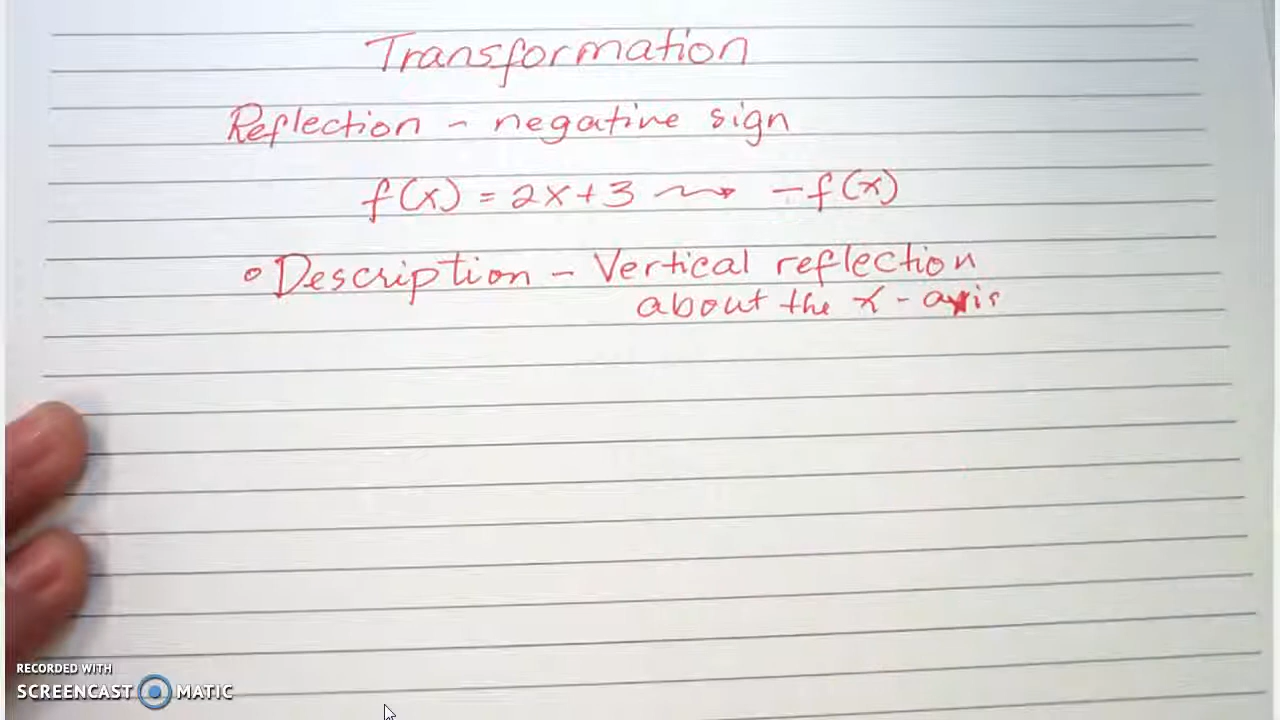 Transformation
Reflection - negative sign
f(x) = 2x+3 ⇝ -f(x)
∘ Description - Vertical reflection
about the x-axis
RECORDED WITH
SCREENCAST MATIC